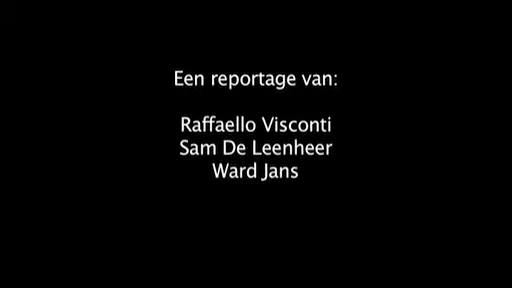 Een reportage van:
Raffaello Visconti
Sam De Leenheer
Ward Jans